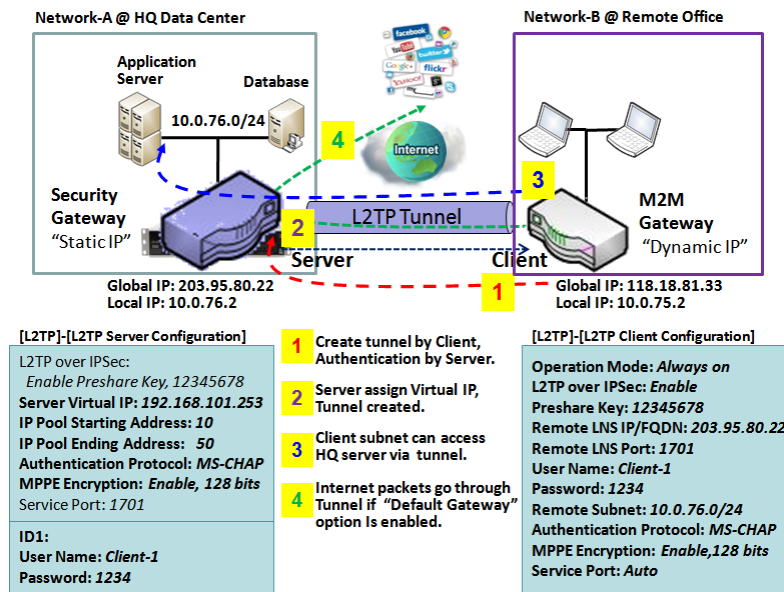 Network-A @ HQ Data Center
Network-B @ Remote Office
Application
Server
Database
10.0.76.0/24
facebook
YouTube
twitter
Google+
flickr
YAHOO!
my
Internet
4
3
Security
Gateway
"Static IP"
2
L2TP Tunnel
M2M
Gateway
"Dynamic IP"
Server
Client
1
Global IP: 203.95.80.22
Local IP: 10.0.76.2
Global IP: 118.18.81.33
Local IP: 10.0.75.2
[L2TP]-[L2TP Server Configuration]
L2TP over IPSec:
Enable Preshare Key, 12345678
Server Virtual IP: 192.168.101.253
IP Pool Starting Address: 10
IP Pool Ending Address: 50
Authentication Protocol: MS-CHAP
MPPE Encryption: Enable, 128 bits
Service Port: 1701
ID1:
User Name: Client-1
Password: 1234
1 Create tunnel by Client,
Authentication by Server.
2 Server assign Virtual IP,
Tunnel created.
3 Client subnet can access
HQ server via tunnel.
4 Internet packets go through
Tunnel if "Default Gateway"
option Is enabled.
[L2TP]-[L2TP Client Configuration]
Operation Mode: Always on
L2TP over IPSec: Enable
Preshare Key: 12345678
Remote LNS IP/FQDN: 203.95.80.22
Remote LNS Port: 1701
User Name: Client-1
Password: 1234
Remote Subnet: 10.0.76.0/24
Authentication Protocol: MS-CHAP
MPPE Encryption: Enable,128 bits
Service Port: Auto